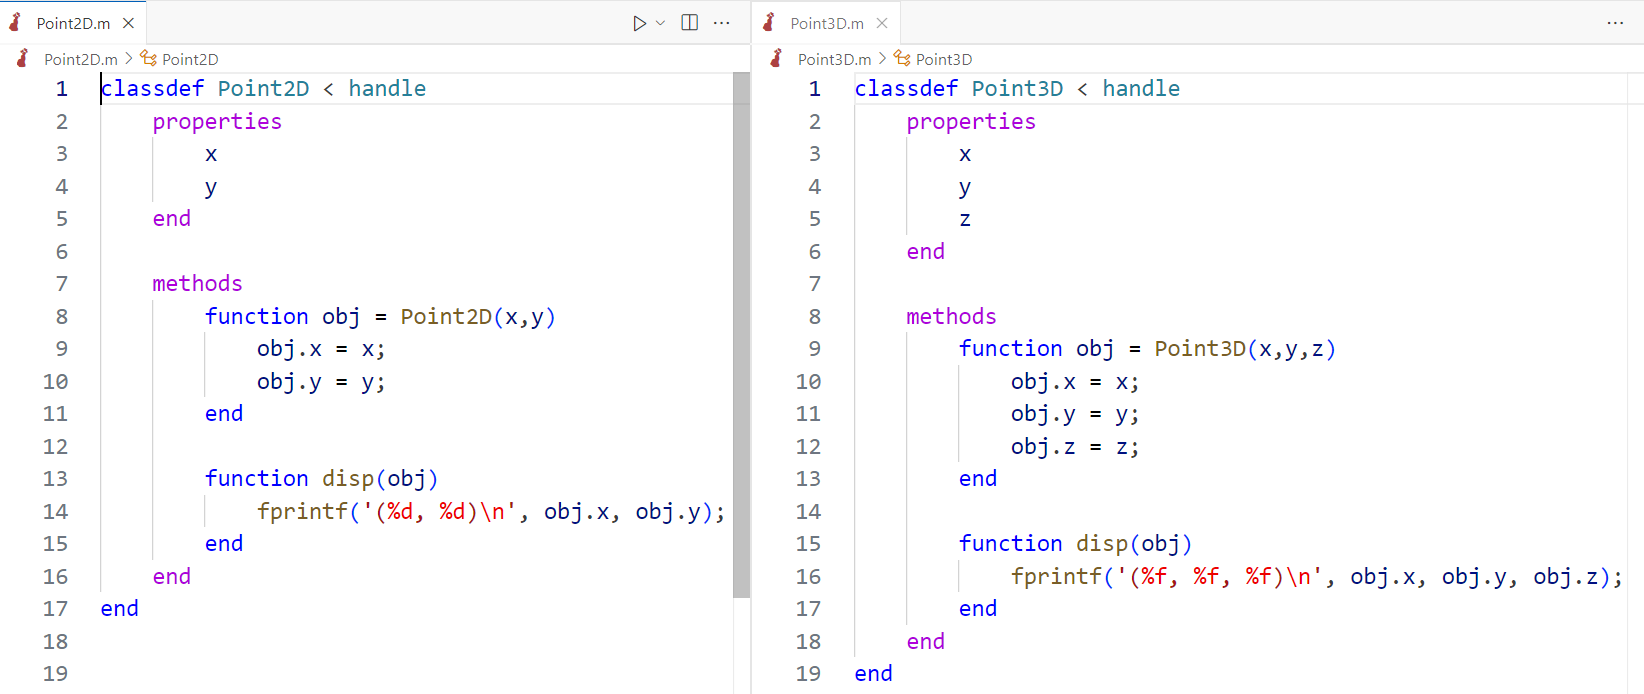 Point2D.m
Point2D.m > Point2D
1 classdef Point2D < handle
2     properties
3         x
4         y
5     end
6
7     methods
8         function obj = Point2D(x,y)
9             obj.x = x;
10             obj.y = y;
11         end
12
13         function disp(obj)
14             fprintf('(%d, %d)\n', obj.x, obj.y);
15         end
16     end
17 end
18
19
Point3D.m
Point3D.m > Point3D
1 classdef Point3D < handle
2     properties
3         x
4         y
5         z
6     end
7
8     methods
9         function obj = Point3D(x,y,z)
10             obj.x = x;
11             obj.y = y;
12             obj.z = z;
13         end
14
15         function disp(obj)
16             fprintf('(%f, %f, %f)\n', obj.x, obj.y, obj.z);
17         end
18     end
19 end